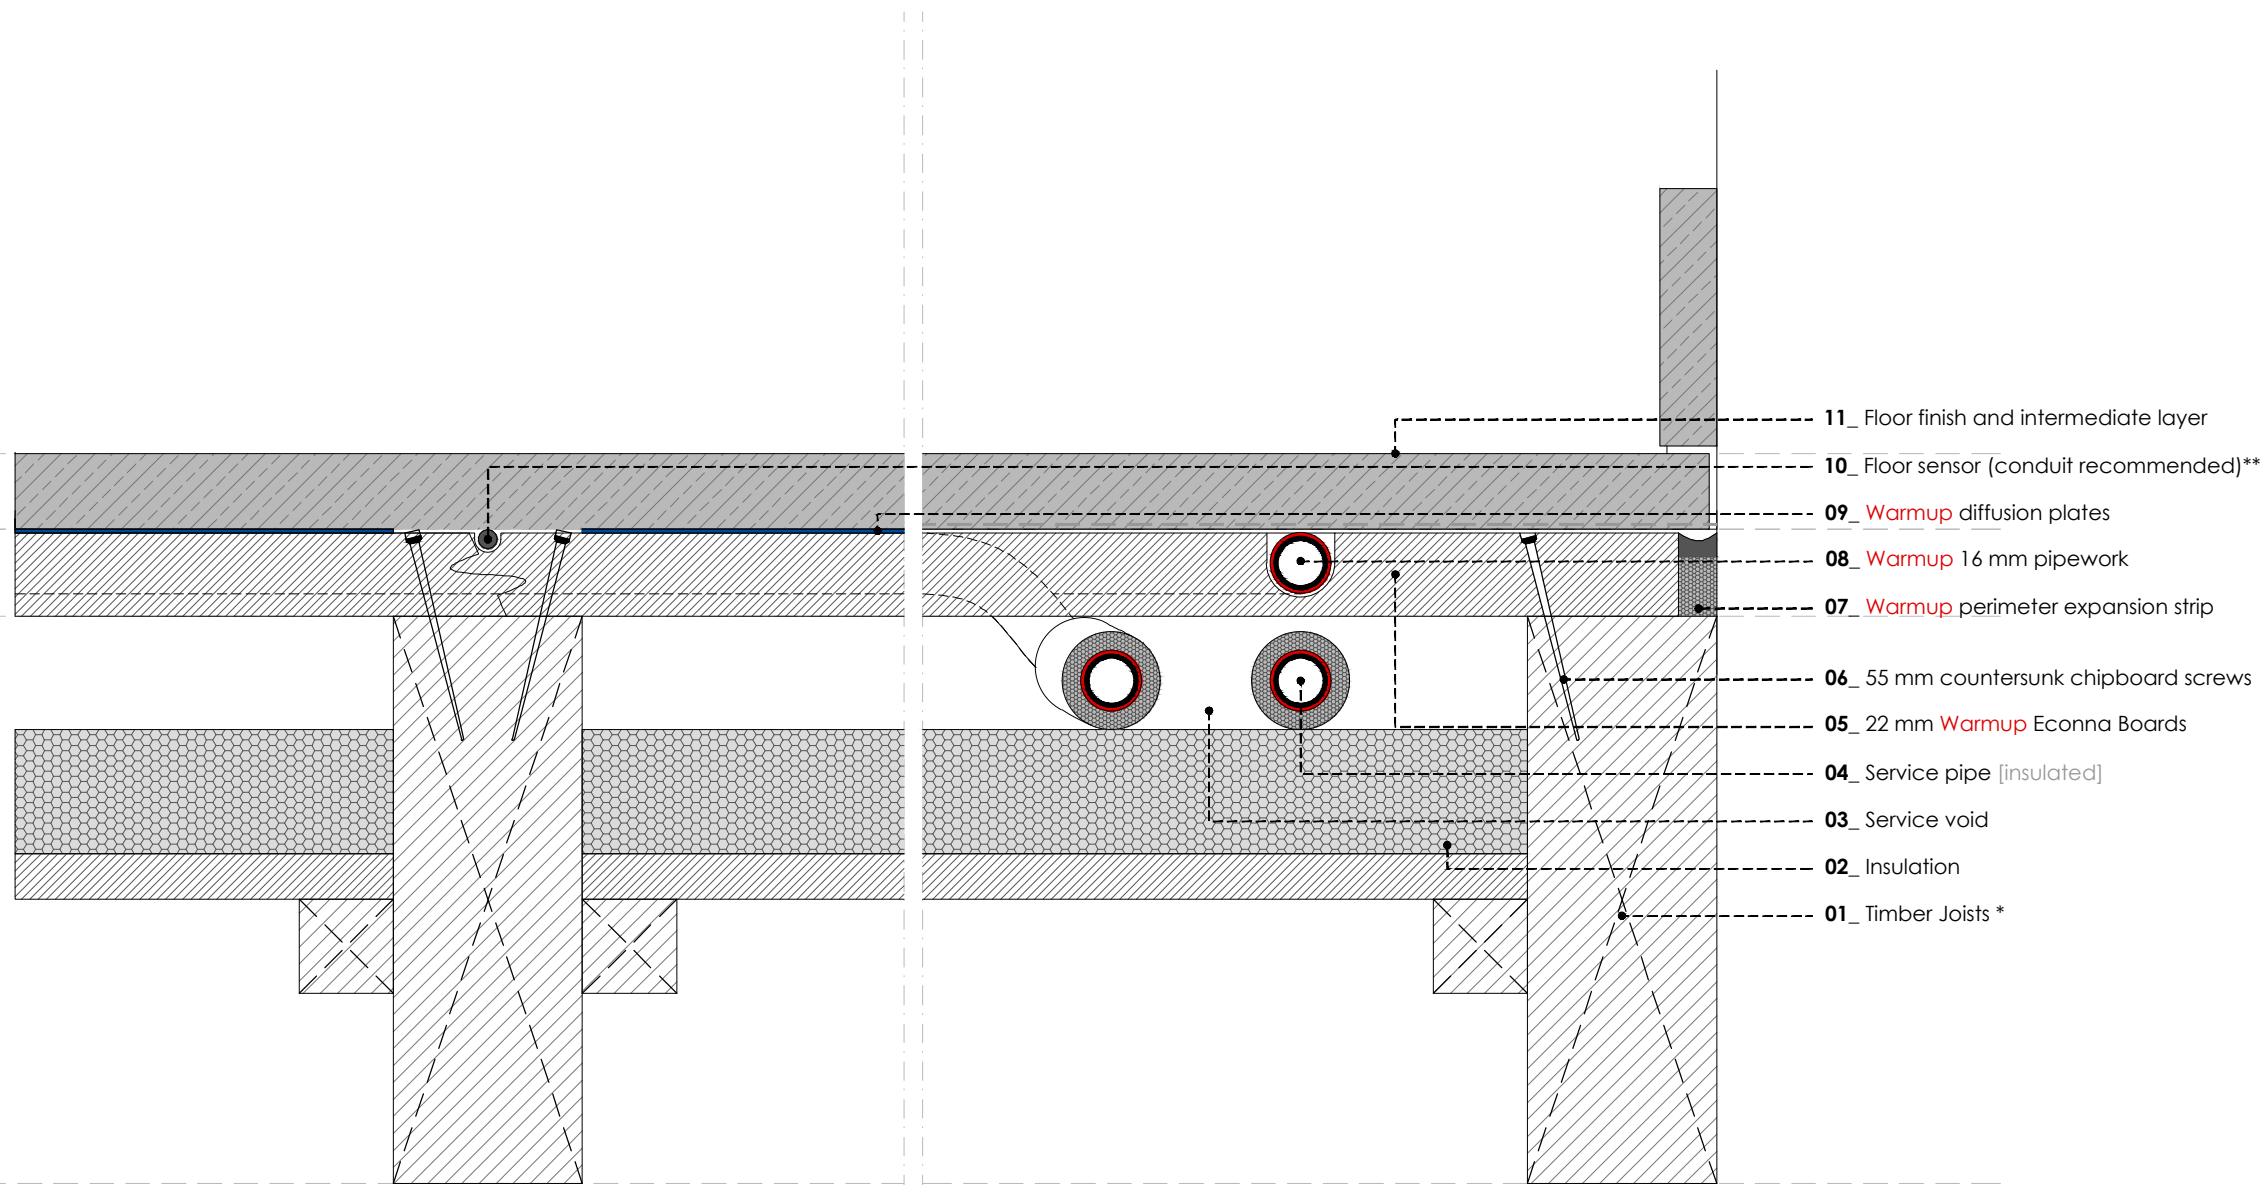 11_ Floor finish and intermediate layer
10_ Floor sensor (conduit recommended)**
09_ Warmup diffusion plates
08_ Warmup 16 mm pipework
07_ Warmup perimeter expansion strip
06_ 55 mm countersunk chipboard screws
05_ 22 mm Warmup Econna Boards
04_ Service pipe [insulated]
03_ Service void
02_ Insulation
01_ Timber Joists *